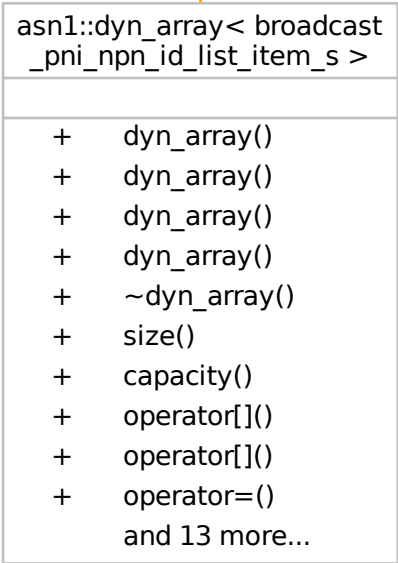 asn1::dyn_array< broadcast
_pni_npn_id_list_item_s >
+ dyn_array()
+ dyn_array()
+ dyn_array()
+ dyn_array()
+ ~dyn_array()
+ size()
+ capacity()
+ operator[]()
+ operator[]()
+ operator=()
and 13 more...